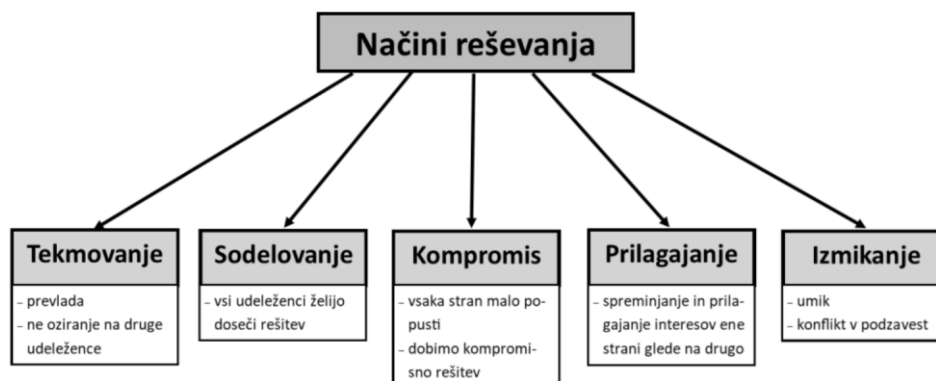 Načini reševanja
Tekmovanje
– prevlada
– ne oziranje na druge
udeležence
Sodelovanje
– vsi udeleženci želijo
doseči rešitev
Kompromis
– vsaka stran malo po-
pusti
– dobimo kompromi-
sno rešitev
Prilagajanje
– spreminjanje in prila-
gajanje interesov ene
strani glede na drugo
Izmikanje
– umik
– konflikt v podzavest